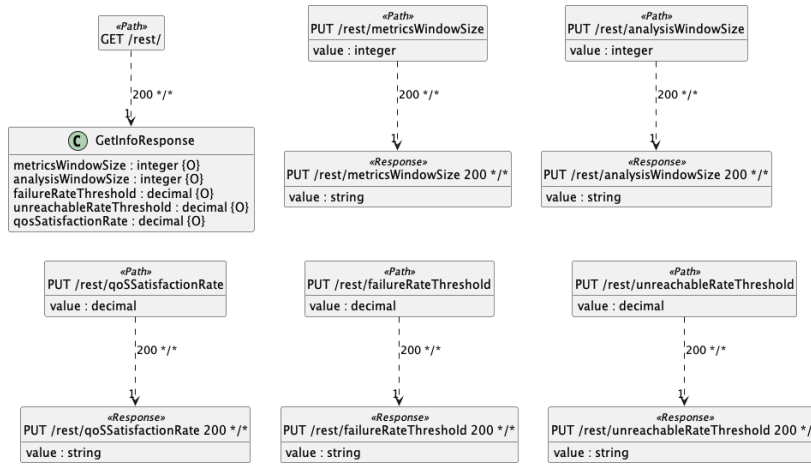 «Path»
GET /rest/
200 */*
1
C GetInfoResponse
metricsWindowSize : integer {O}
analysisWindowSize : integer {O}
failureRateThreshold : decimal {O}
unreachableRateThreshold : decimal {O}
qosSatisfactionRate : decimal {O}
«Path»
PUT /rest/metricsWindowSize
value : integer
200 */*
1
«Response»
PUT /rest/metricsWindowSize 200 */*
value : string
«Path»
PUT /rest/analysisWindowSize
value : integer
200 */*
1
«Response»
PUT /rest/analysisWindowSize 200 */*
value : string
«Path»
PUT /rest/qoSSatisfactionRate
value : decimal
200 */*
1
«Response»
PUT /rest/qoSSatisfactionRate 200 */*
value : string
«Path»
PUT /rest/failureRateThreshold
value : decimal
200 */*
1
«Response»
PUT /rest/failureRateThreshold 200 */*
value : string
«Path»
PUT /rest/unreachableRateThreshold
value : decimal
200 */*
1
«Response»
PUT /rest/unreachableRateThreshold 200 */
value : string